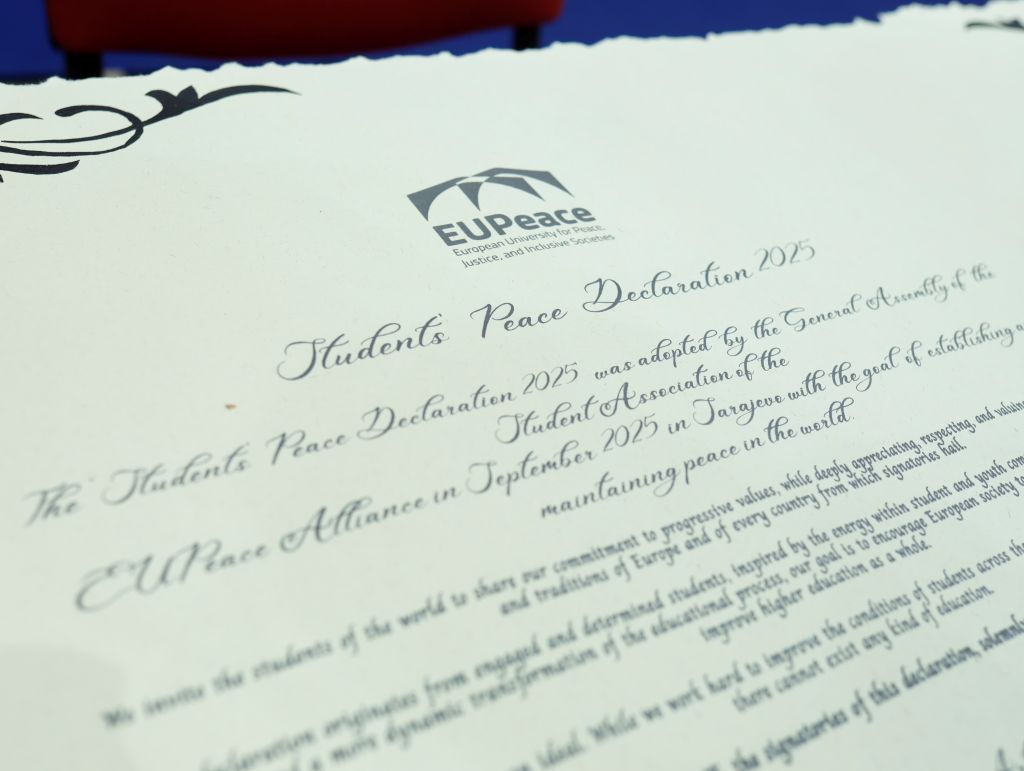 EUPeace
European University for Peace,
Justice, and Inclusive Societies
Students' Peace Declaration 2025
The Students' Peace Declaration 2025 was adopted by the General Assembly of the
Student Association of the
EUPeace Alliance in September 2025 in Sarajevo with the goal of establishing a
maintaining peace in the world.
We invite the students of the world to share our commitment to progressive values, while deeply appreciating, respecting, and valuing
and traditions of Europe and of every country from which signatories hail.
originates from engaged and determined students, inspired by the energy within student and youth com
a more dynamic transformation of the educational process, our goal is to encourage European society to
improve higher education as a whole.
ideal. While we work hard to improve the conditions of students across the
there cannot exist any kind of education.
the signatories of this declaration, solemnly